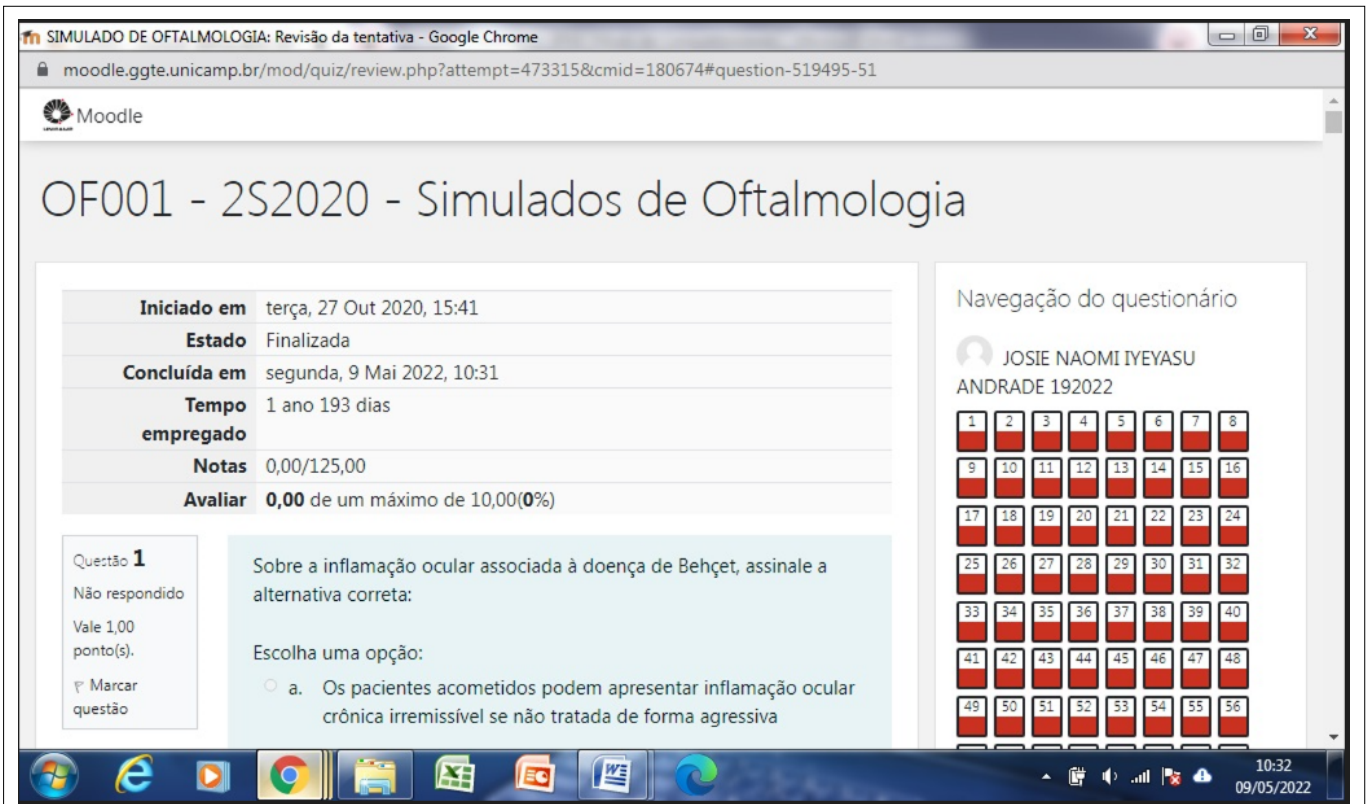 SIMULADO DE OFTALMOLOGIA: Revisão da tentativa - Google Chrome
moodle.ggte.unicamp.br/mod/quiz/review.php?attempt=473315&cmid=180674#question-519495-51
Moodle
OF001 - 2S2020 - Simulados de Oftalmologia
Iniciado em terça, 27 Out 2020, 15:41
Estado Finalizada
Concluída em segunda, 9 Mai 2022, 10:31
Tempo empregado 1 ano 193 dias
Notas 0,00/125,00
Avaliar 0,00 de um máximo de 10,00(0%)
Questão 1
Não respondido
Vale 1,00
ponto(s).
Marcar
questão
Sobre a inflamação ocular associada à doença de Behçet, assinale a
alternativa correta:
Escolha uma opção:
a. Os pacientes acometidos podem apresentar inflamação ocular
crônica irremissível se não tratada de forma agressiva
Navegação do questionário
JOSIE NAOMI IYEYASU
ANDRADE 192022
1 2 3 4 5 6 7 8
9 10 11 12 13 14 15 16
17 18 19 20 21 22 23 24
25 26 27 28 29 30 31 32
33 34 35 36 37 38 39 40
41 42 43 44 45 46 47 48
49 50 51 52 53 54 55 56
10:32
09/05/2022